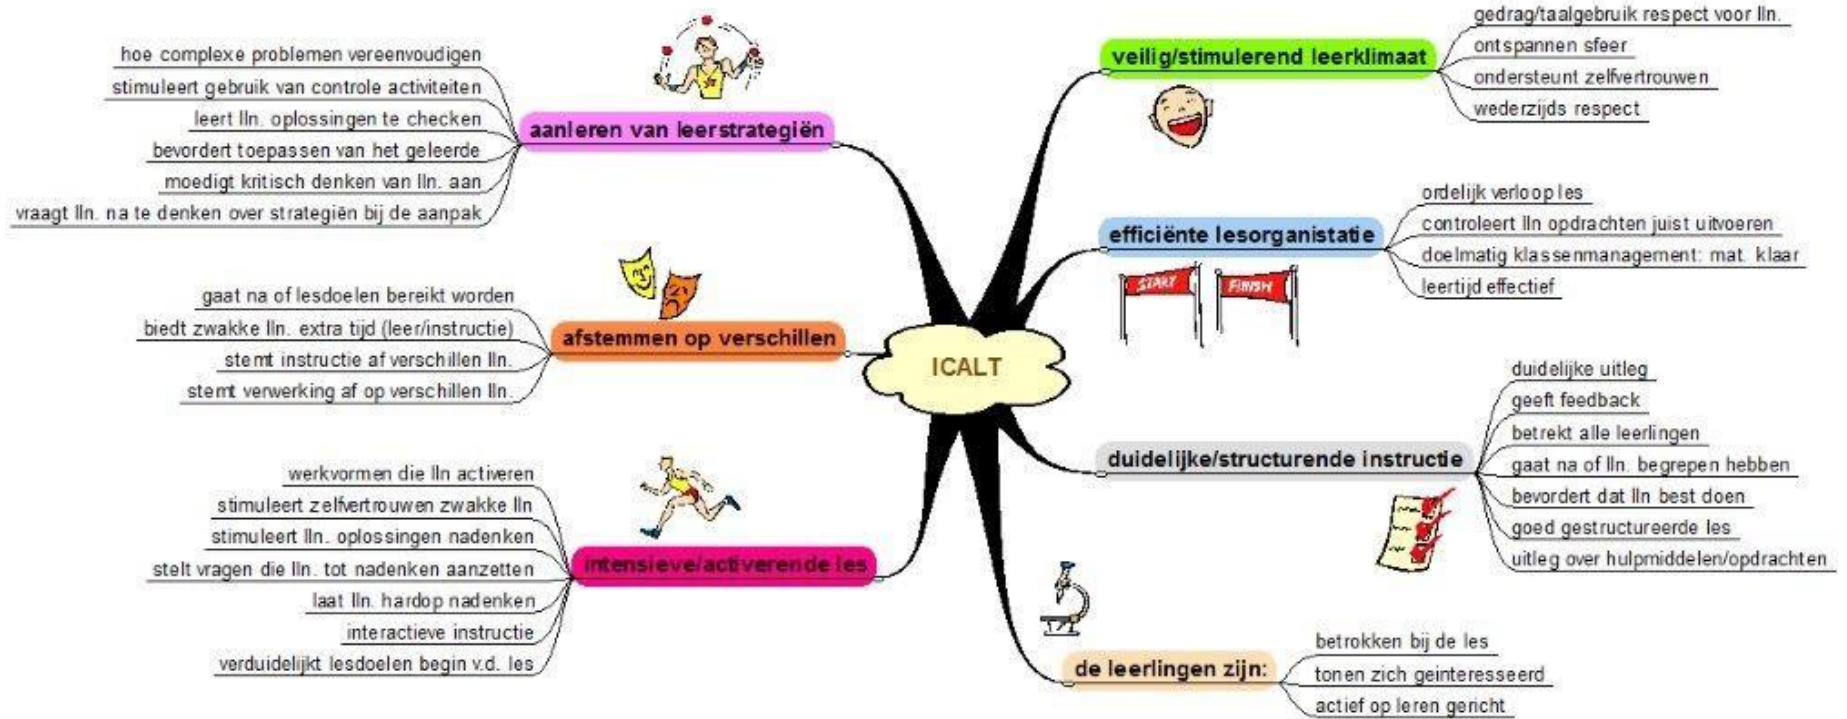 ICALT
veilig/stimulerend leerklimaat
gedrag/taalgebruik respect voor lln.
ontspannen sfeer
ondersteunt zelfvertrouwen
wederzijds respect
efficiënte lesorganistatie
ordelijk verloop les
controleert lln opdrachten juist uitvoeren
doelmatig klassenmanagement: mat. klaar
leertijd effectief
START
FINISH
duidelijke/structurende instructie
duidelijke uitleg
geeft feedback
betrekt alle leerlingen
gaat na of lln. begrepen hebben
bevordert dat lln best doen
goed gestructureerde les
uitleg over hulpmiddelen/opdrachten
de leerlingen zijn:
betrokken bij de les
tonen zich geinteresseerd
actief op leren gericht
aanleren van leerstrategiën
hoe complexe problemen vereenvoudigen
stimuleert gebruik van controle activiteiten
leert lln. oplossingen te checken
bevordert toepassen van het geleerde
moedigt kritisch denken van lln. aan
vraagt lln. na te denken over strategiën bij de aanpak
afstemmen op verschillen
gaat na of lesdoelen bereikt worden
biedt zwakke lln. extra tijd (leer/instructie)
stemt instructie af verschillen lln.
stemt verwerking af op verschillen lln.
intensieve/activerende les
werkvormen die lln activeren
stimuleert zelfvertrouwen zwakke lln
stimuleert lln. oplossingen nadenken
stelt vragen die lln. tot nadenken aanzetten
laat lln. hardop nadenken
interactieve instructie
verduidelijkt lesdoelen begin v.d. les